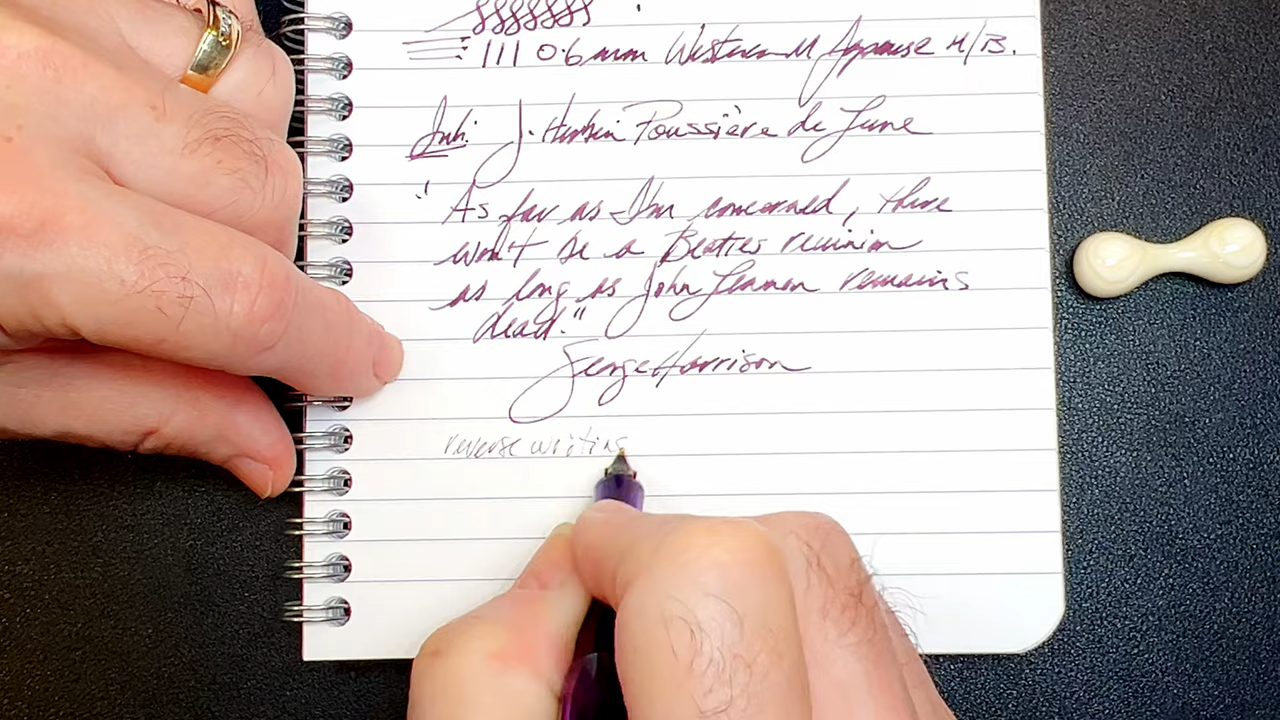 111 0.6mm Western M Japanese M/B.
Ink: J. Herbin Poussière de Lune
"As far as I'm concerned, there
won't be a Beatles reunion
as long as John Lennon remains
dead."
George Harrison
reverse writing